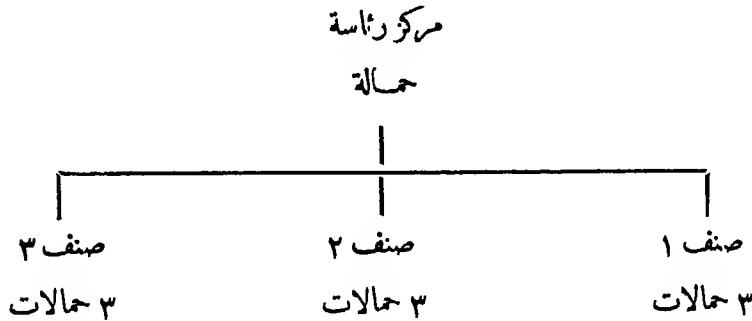 مركز رئاسة
حمالة
صنف ١
صنف ٢
صنف ٣
٣ حمالات
٣ حمالات
٣ حمالات